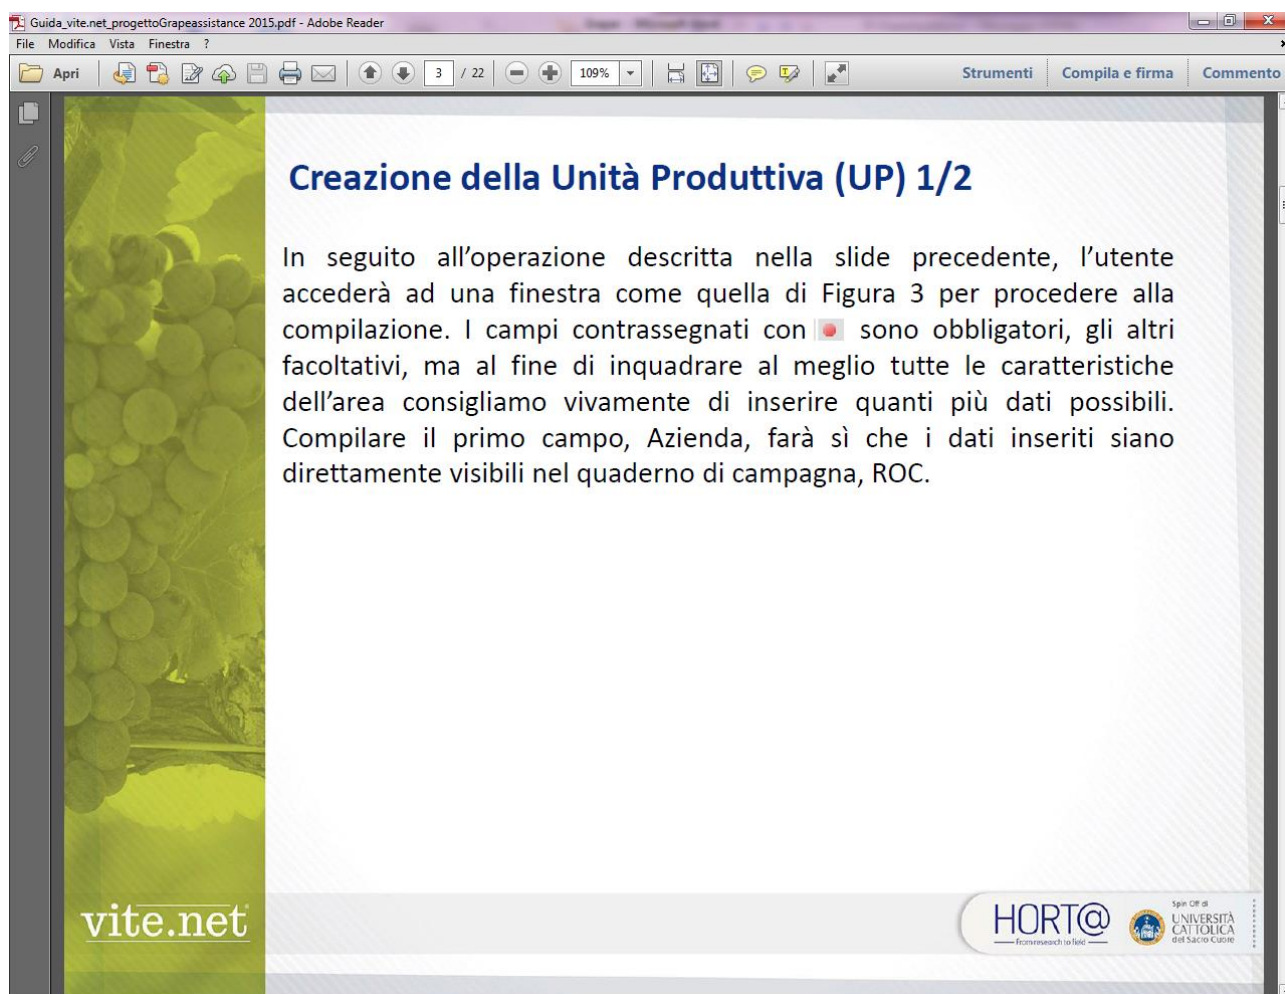 Guida_vite.net_progettoGrapeassistance 2015.pdf - Adobe Reader
File Modifica Vista Finestra ?
Apri 3 / 22 109% Strumenti Compila e firma Commento
Creazione della Unità Produttiva (UP) 1/2
In seguito all’operazione descritta nella slide precedente, l’utente
accederà ad una finestra come quella di Figura 3 per procedere alla
compilazione. I campi contrassegnati con sono obbligatori, gli altri
facoltativi, ma al fine di inquadrare al meglio tutte le caratteristiche
dell’area consigliamo vivamente di inserire quanti più dati possibili.
Compilare il primo campo, Azienda, farà sì che i dati inseriti siano
direttamente visibili nel quaderno di campagna, ROC.
vite.net
HORT@
From research to field
Spin Off di
UNIVERSITÀ
CATTOLICA
del Sacro Cuore